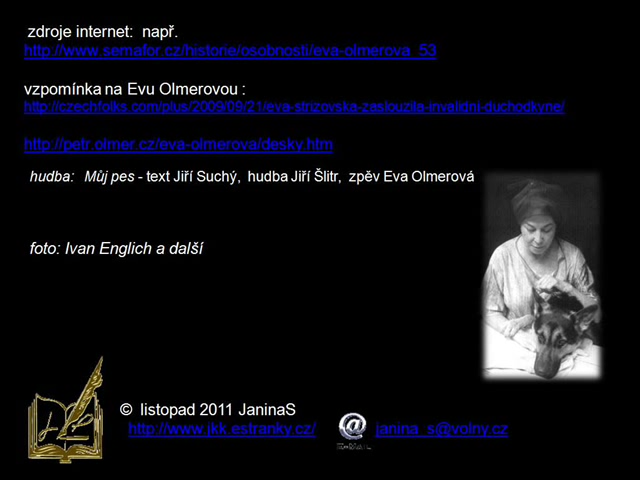 zdroje internet: např.
http://www.semafor.cz/historie/osobnosti/eva-olmerova_53
vzpomínka na Evu Olmerovou :
http://czechfolks.com/plus/2009/09/21/eva-strizovska-zaslouzila-invalidni-duchodkyne/
http://petr.olmer.cz/eva-olmerova/desky.htm
hudba: Můj pes - text Jiří Suchý, hudba Jiří Šlitr, zpěv Eva Olmerová
foto: Ivan Englich a další
© listopad 2011 JaninaS
http://www.jkk.estranky.cz/ @ janina_s@volny.cz